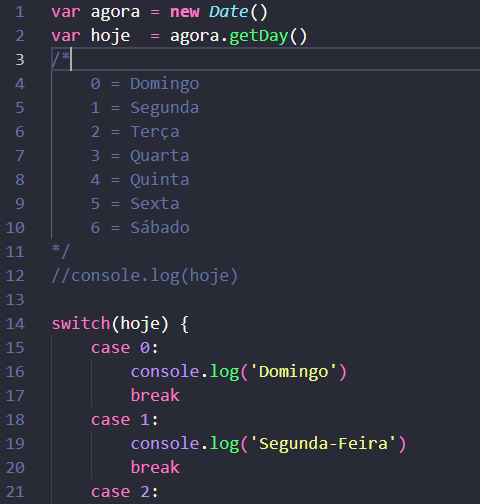 1 var agora = new Date()
2 var hoje  = agora.getDay()
3 /*
4     0 = Domingo
5     1 = Segunda
6     2 = Terça
7     3 = Quarta
8     4 = Quinta
9     5 = Sexta
10     6 = Sábado
11 */
12 //console.log(hoje)
13
14 switch(hoje) {
15     case 0:
16         console.log('Domingo')
17         break
18     case 1:
19         console.log('Segunda-Feira')
20         break
21     case 2: